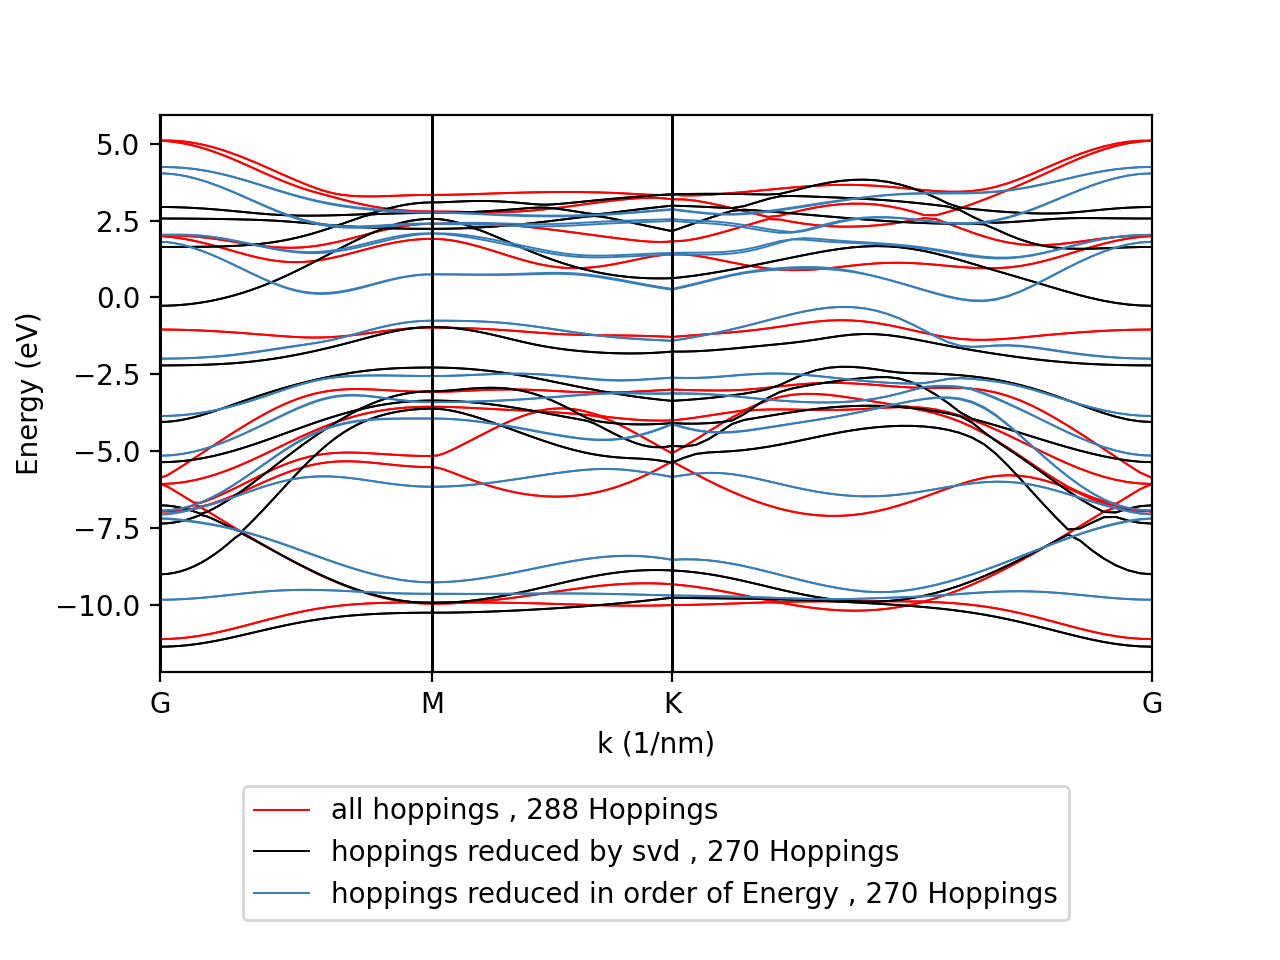 5.0
2.5
0.0
−2.5
−5.0
−7.5
−10.0
Energy (eV)
G M K G
k (1/nm)
all hoppings , 288 Hoppings
hoppings reduced by svd , 270 Hoppings
hoppings reduced in order of Energy , 270 Hoppings